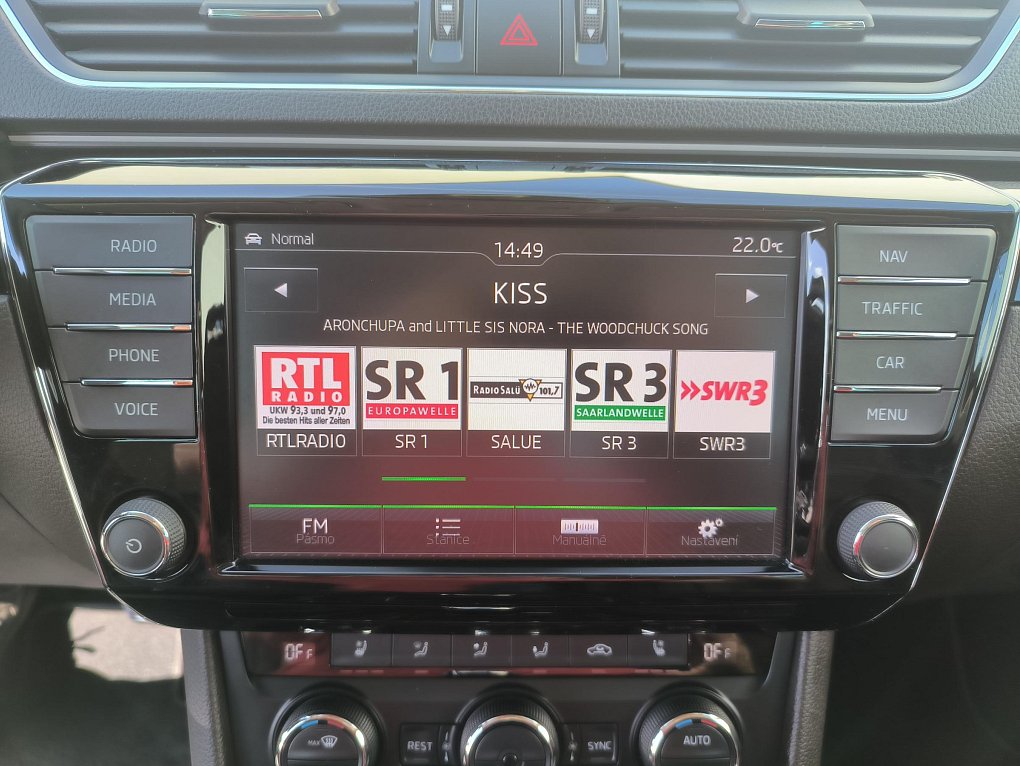 Normal
14:49
22.0°C
KISS
ARONCHUPA and LITTLE SIS NORA - THE WOODCHUCK SONG
RADIO
MEDIA
PHONE
VOICE
NAV
TRAFFIC
CAR
MENU
RTL
RADIO
UKW 93,3 und 97,0
Die besten Hits aller Zeiten
RTLRADIO
SR 1
EUROPAWELLE
SR 1
RADIO SALÜ 101,7
SALUE
SR 3
SAARLANDWELLE
SR 3
SWR3
SWR3
FM
Pásmo
Stanice
Manuálně
Nastavení
OFF
OFF
MAX
REST
SYNC
AUTO